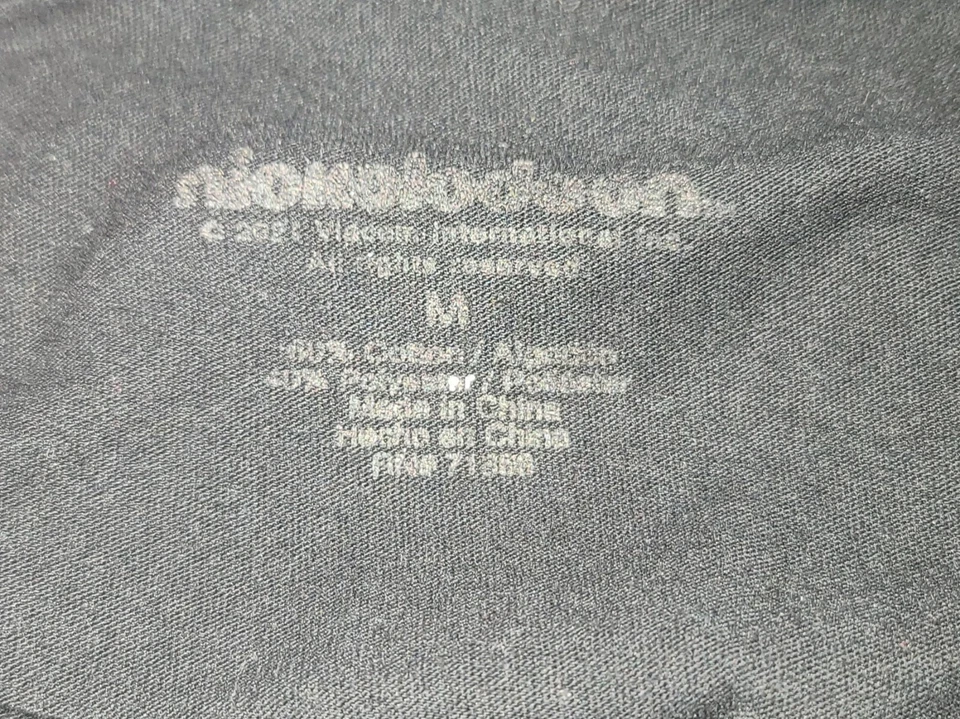 nickelodeon
© 2021 Viacom International Inc.
All rights reserved
M
60% Cotton / Algodón
40% Polyester / Poliéster
Made in China
Hecho en China
RN#